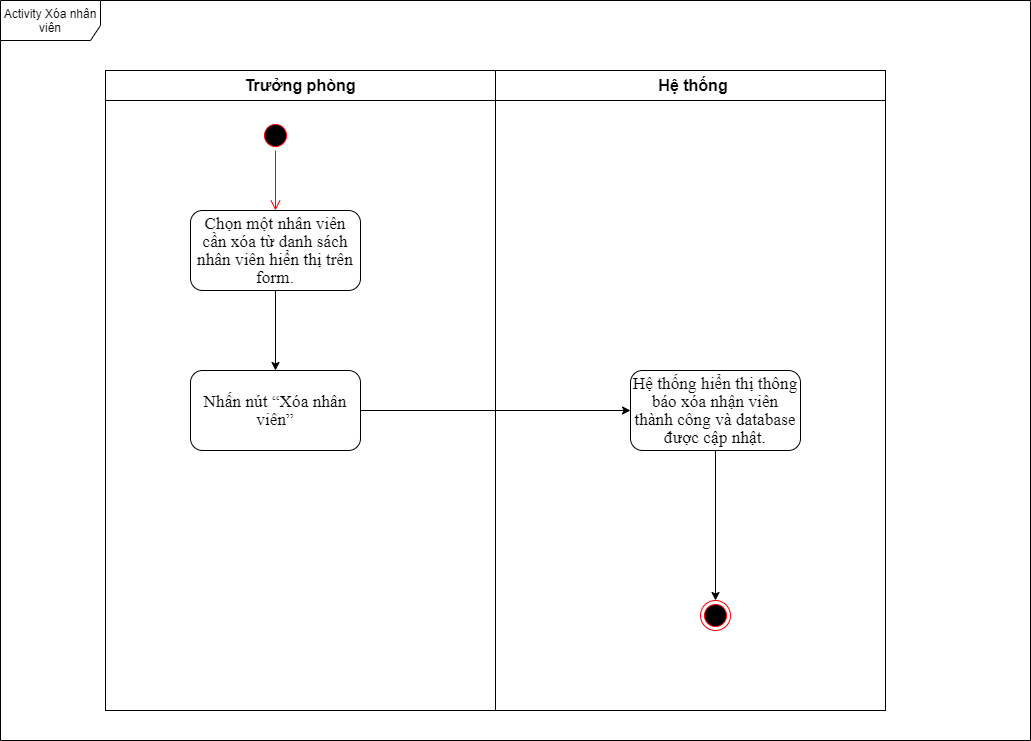 Activity Xóa nhân
viên
Trưởng phòng
Hệ thống
Chọn một nhân viên
cần xóa từ danh sách
nhân viên hiển thị trên
form.
Nhấn nút “Xóa nhân
viên”
Hệ thống hiển thị thông
báo xóa nhận viên
thành công và database
được cập nhật.